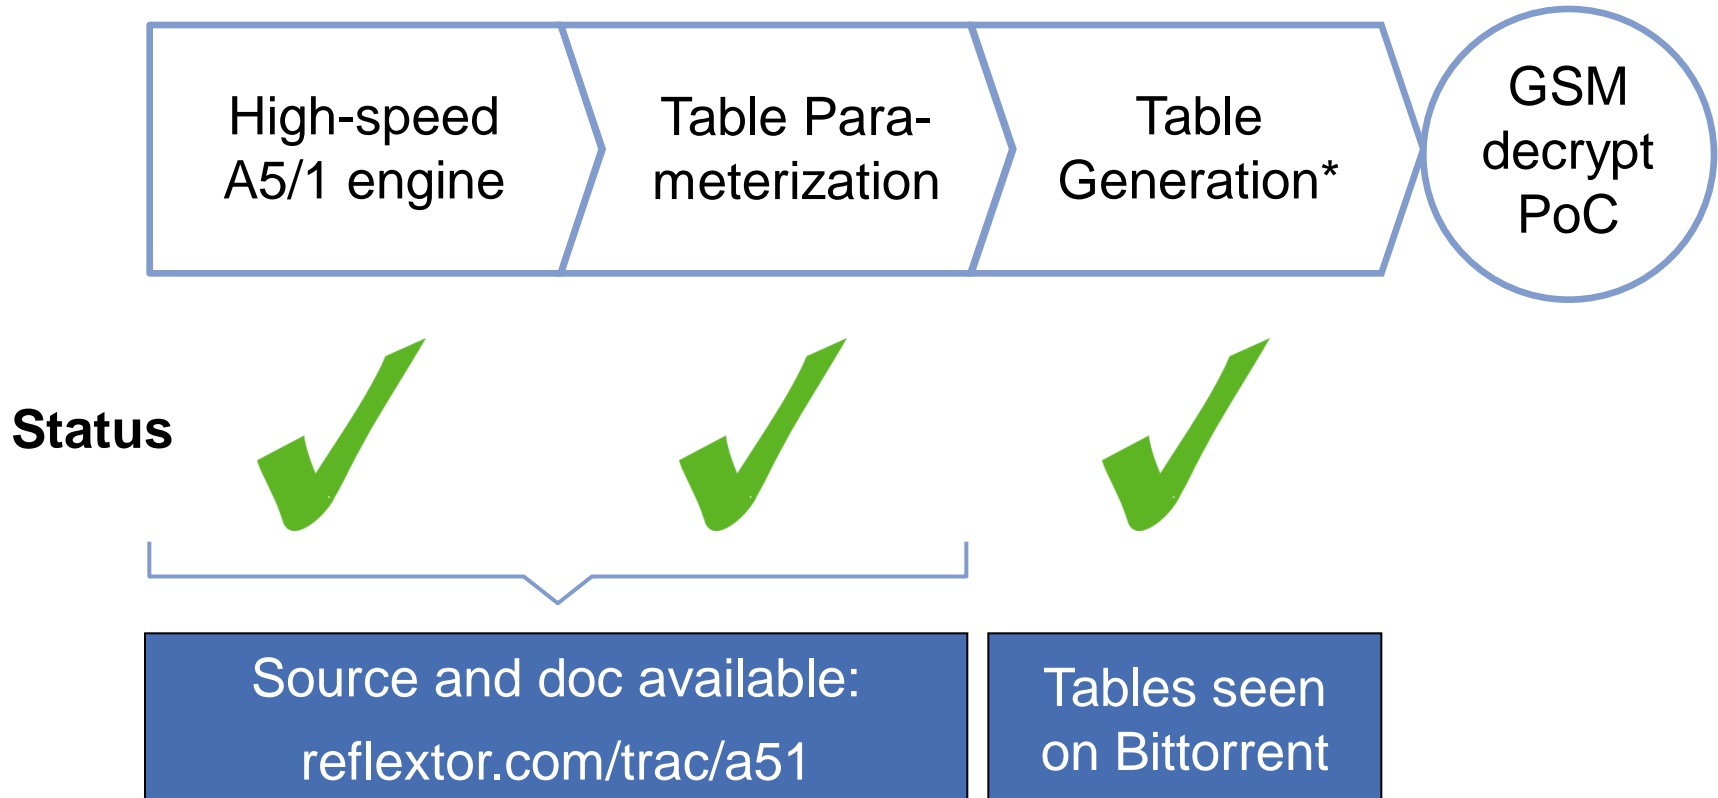 High-speed
A5/1 engine
Table Para-
meterization
Table
Generation*
GSM
decrypt
PoC
Status
Source and doc available:
reflextor.com/trac/a51
Tables seen
on Bittorrent